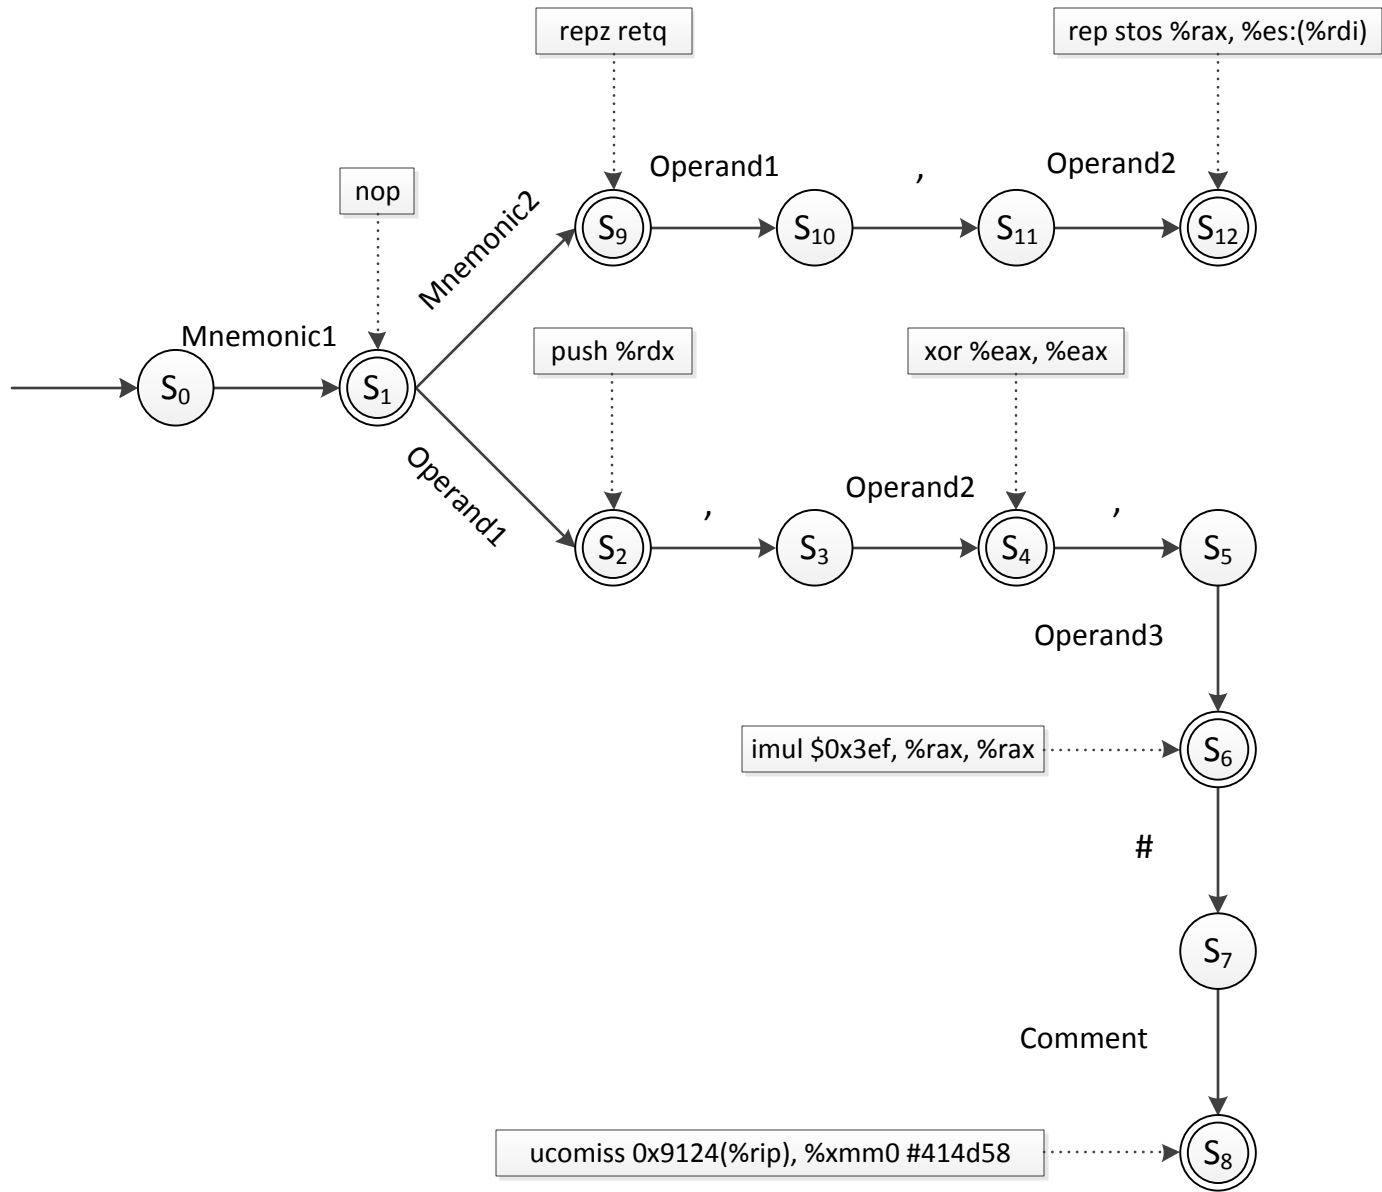 repz retq
rep stos %rax, %es:(%rdi)
Operand1
,
Operand2
nop
Mnemonic2
S9
S10
S11
S12
Mnemonic1
push %rdx
xor %eax, %eax
S0
S1
Operand1
,
Operand2
,
S2
S3
S4
S5
Operand3
imul $0x3ef, %rax, %rax
S6
#
S7
Comment
ucomiss 0x9124(%rip), %xmm0 #414d58
S8